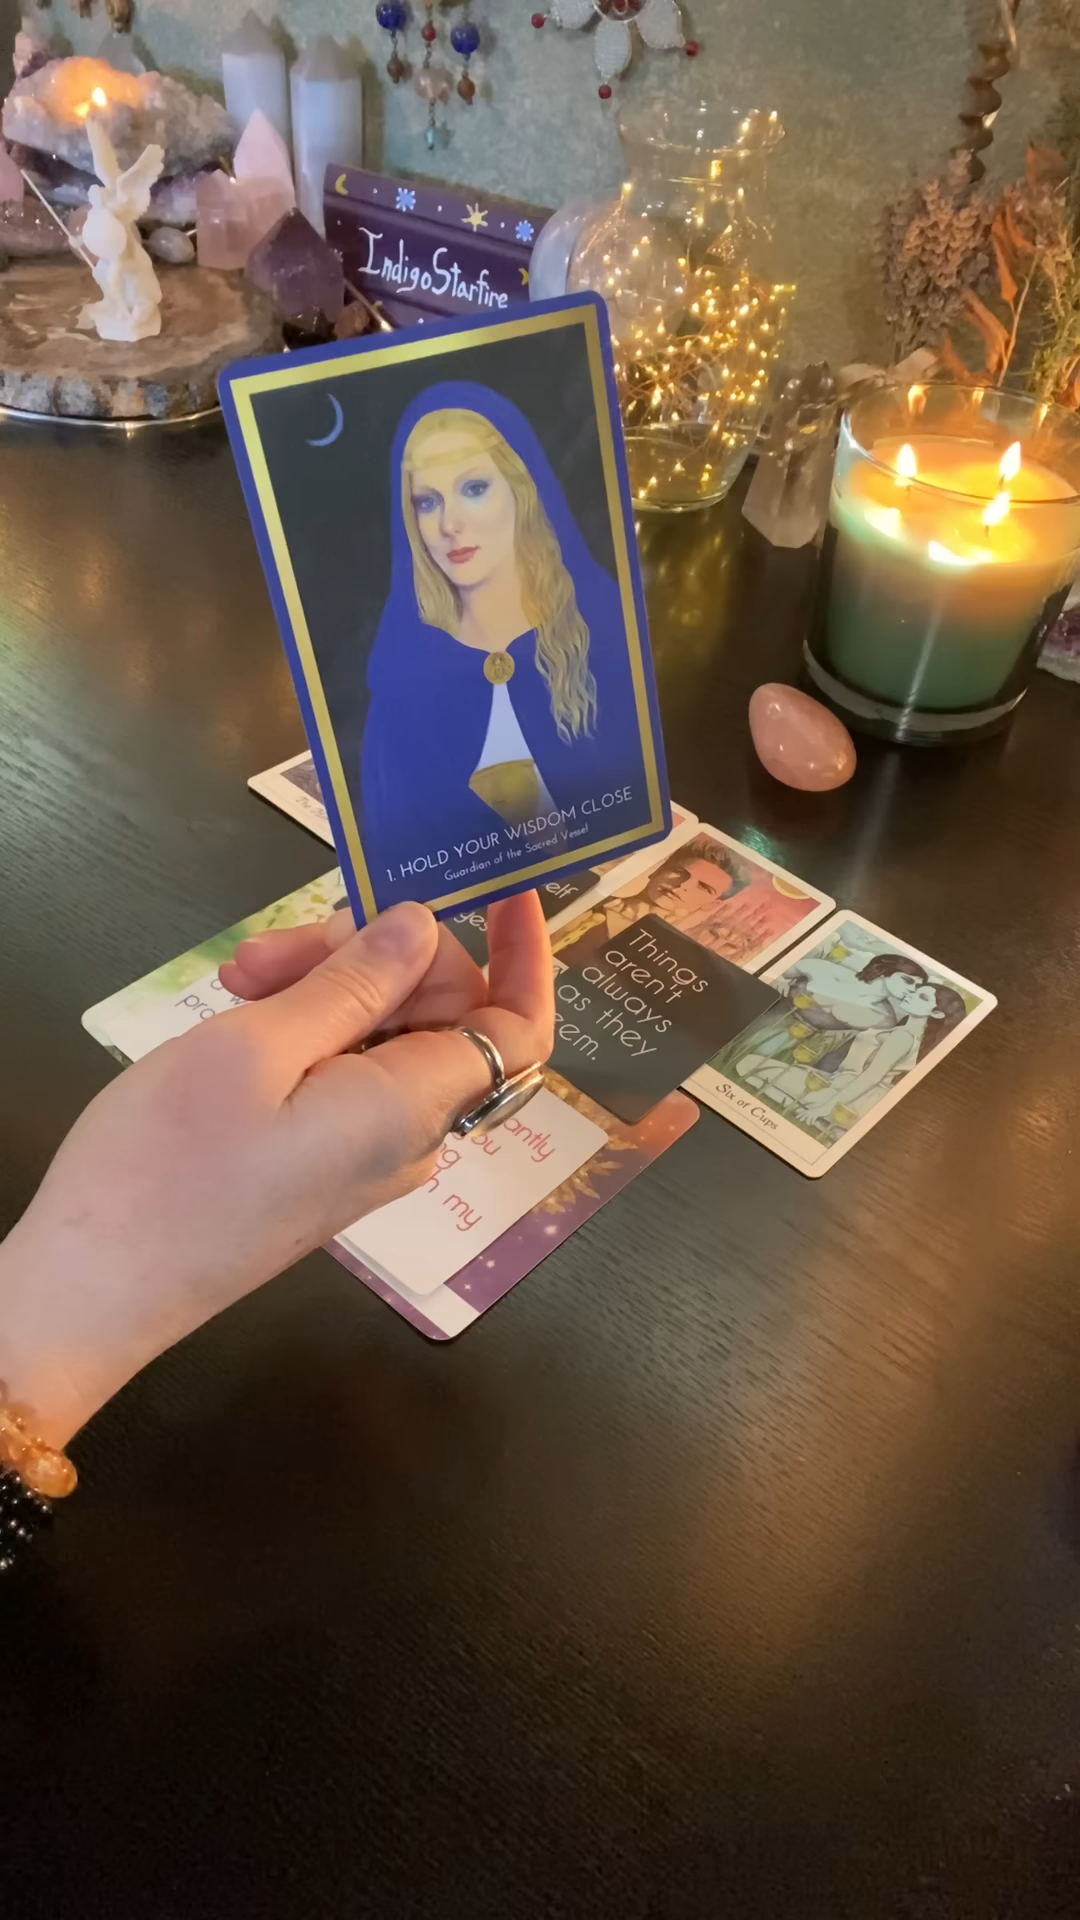 IndigoStarfire
1. HOLD YOUR WISDOM CLOSE
Guardian of the Sacred Vessel
Things
aren't
always
as they
Six of Cups
you
my